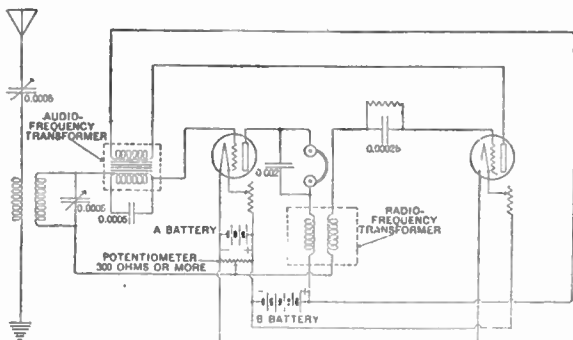 0.0005
AUDIO-
FREQUENCY
TRANSFORMER
0.0005
0.0005
0.002
0.00025
A BATTERY
POTENTIOMETER
300 OHMS OR MORE
RADIO-
FREQUENCY
TRANSFORMER
B BATTERY